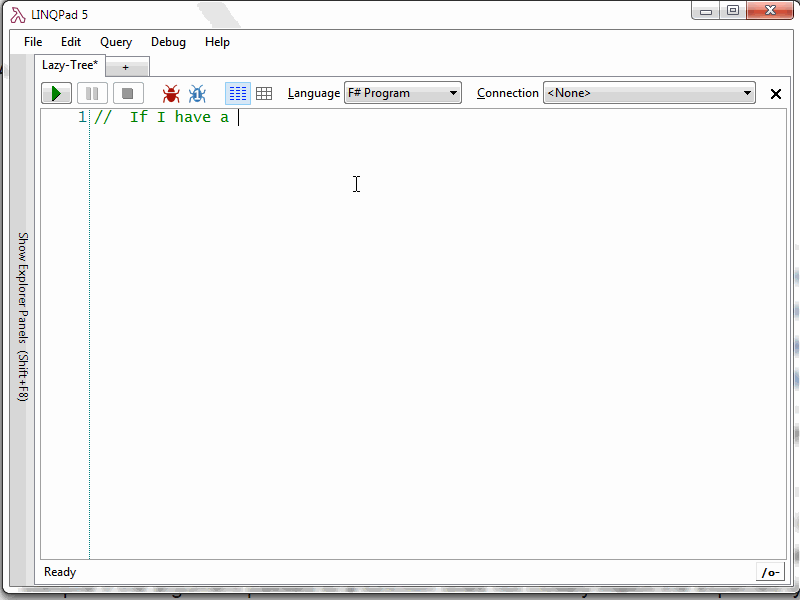 LINQPad 5
File Edit Query Debug Help
Lazy-Tree* +
Language F# Program Connection <None>
1 // If I have a
Show Explorer Panels (Shift+F8)
Ready /o-